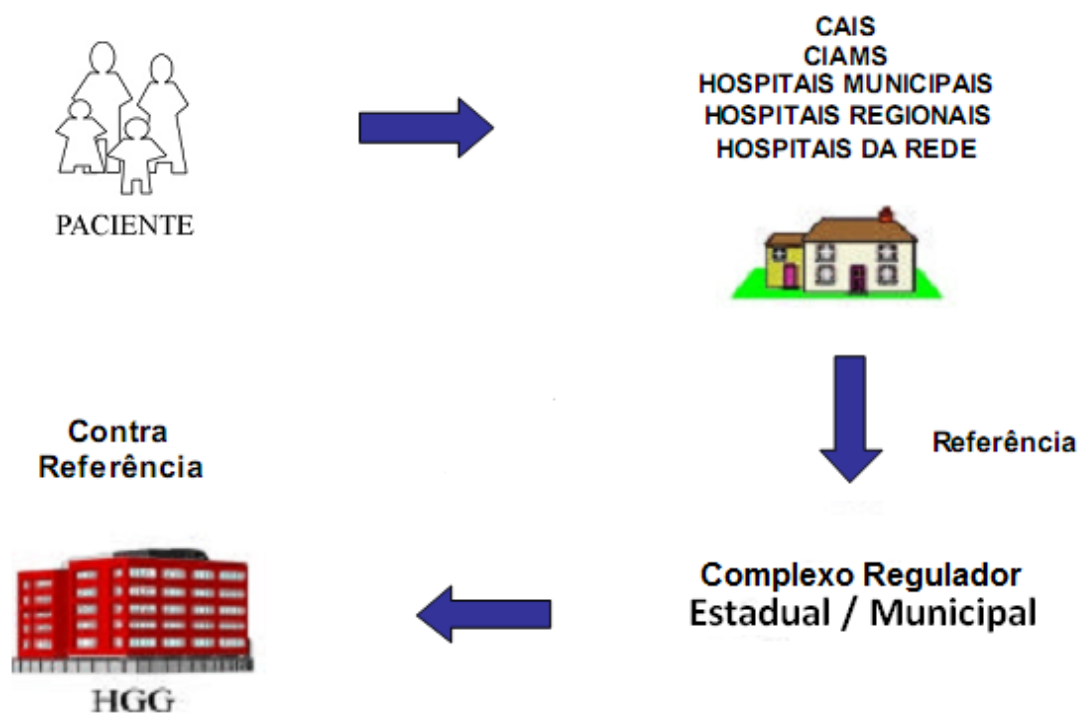 PACIENTE
CAIS
CIAMS
HOSPITAIS MUNICIPAIS
HOSPITAIS REGIONAIS
HOSPITAIS DA REDE
Referência
Complexo Regulador
Estadual / Municipal
Contra
Referência
HGG